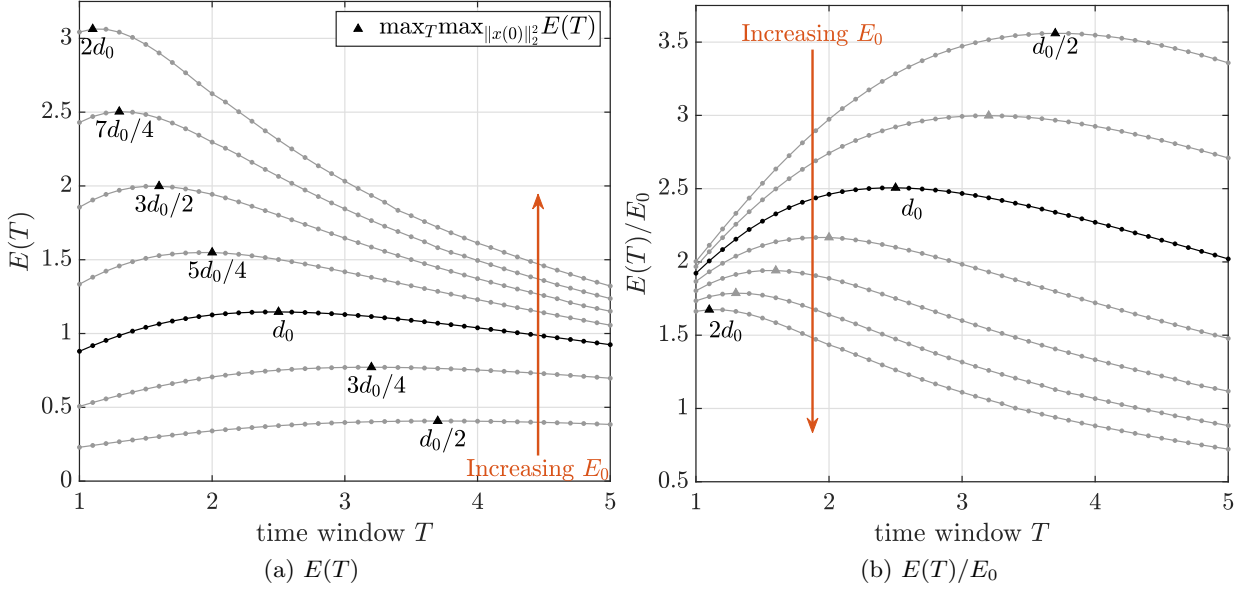 ▲ max_T max_{‖x(0)‖₂²} E(T)
3
2.5
2
1.5
1
0.5
0
E(T)
2d₀
7d₀/4
3d₀/2
5d₀/4
d₀
3d₀/4
d₀/2
Increasing E₀
1 2 3 4 5
time window T
(a) E(T)
3.5
3
2.5
2
1.5
1
0.5
E(T)/E₀
Increasing E₀
d₀/2
d₀
2d₀
1 2 3 4 5
time window T
(b) E(T)/E₀